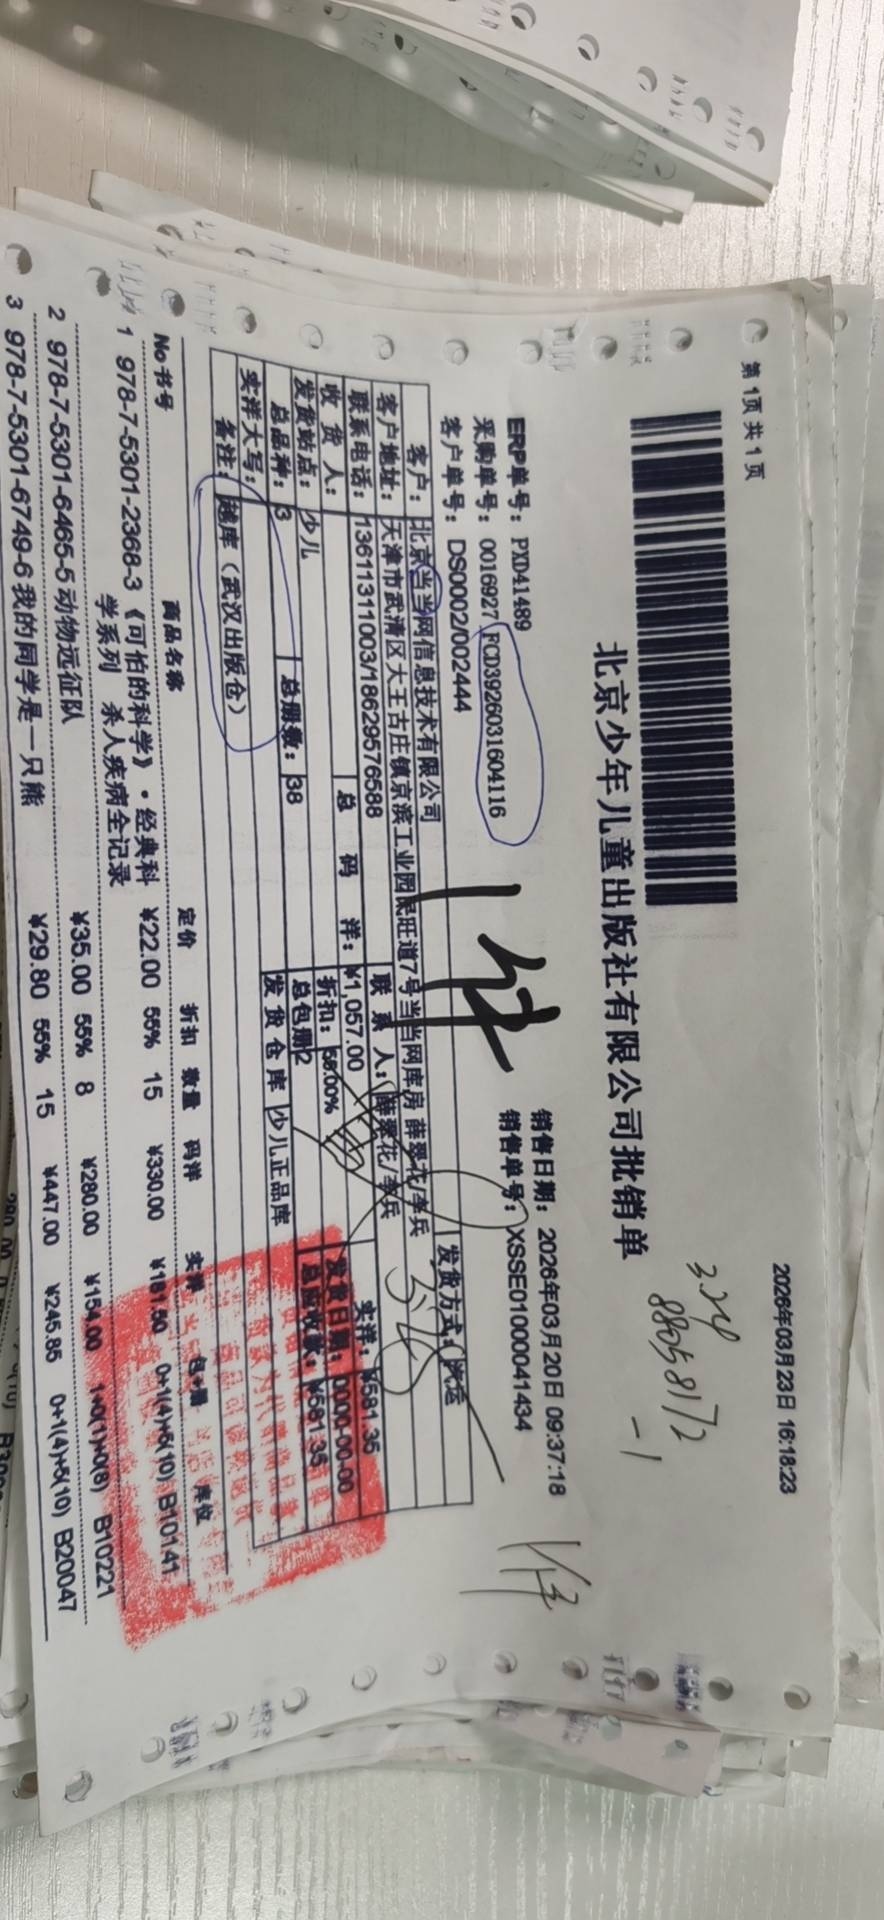 第 1页 共 1 页
2026年03月23日 16:18:23
北京少年儿童出版社有限公司批销单
3.24
88058172
-1
ERP单号：PXD41489
销售日期： 2026年03月20日 09:37:18
采购单号：0016927 FCD3926031604116
销售单号：XSSE01000041434
1件
客户单号：DS0002/002444
发货方式：汽运
客户：北京当当网信息技术有限公司
客户地址：天津市武清区大王古庄镇京滨工业园民旺道7号当当网库房 薛翠花/李兵
联系电话：13611311003/18629576588
联 系 人：薛翠花/李兵
收 货 人：
总 码 洋：¥1,057.00
实洋：¥581.35
发货站点：少儿
折扣：55.00%
发货日期：0000-00-00
总品种：3
总册数：38
总包册 2
总应收款：¥581.35
实洋大写：
发 货 仓 库 少儿正品库
备注：越库（武汉出版仓）
No 书号 商品名称 定价 折扣 数量 码洋 实洋 包+册 库位
1 978-7-5301-2368-3 《可怕的科学》·经典科 ¥22.00 55% 15 ¥330.00 ¥181.50 0+1(4)+5(10) B10141
学系列 杀人疾病全记录
2 978-7-5301-6465-5 动物远征队 ¥35.00 55% 8 ¥280.00 ¥154.00 1+0(1)+0(8) B10221
3 978-7-5301-6749-6 我的同学是一只熊 ¥29.80 55% 15 ¥447.00 ¥245.85 0+1(4)+5(10) B20047